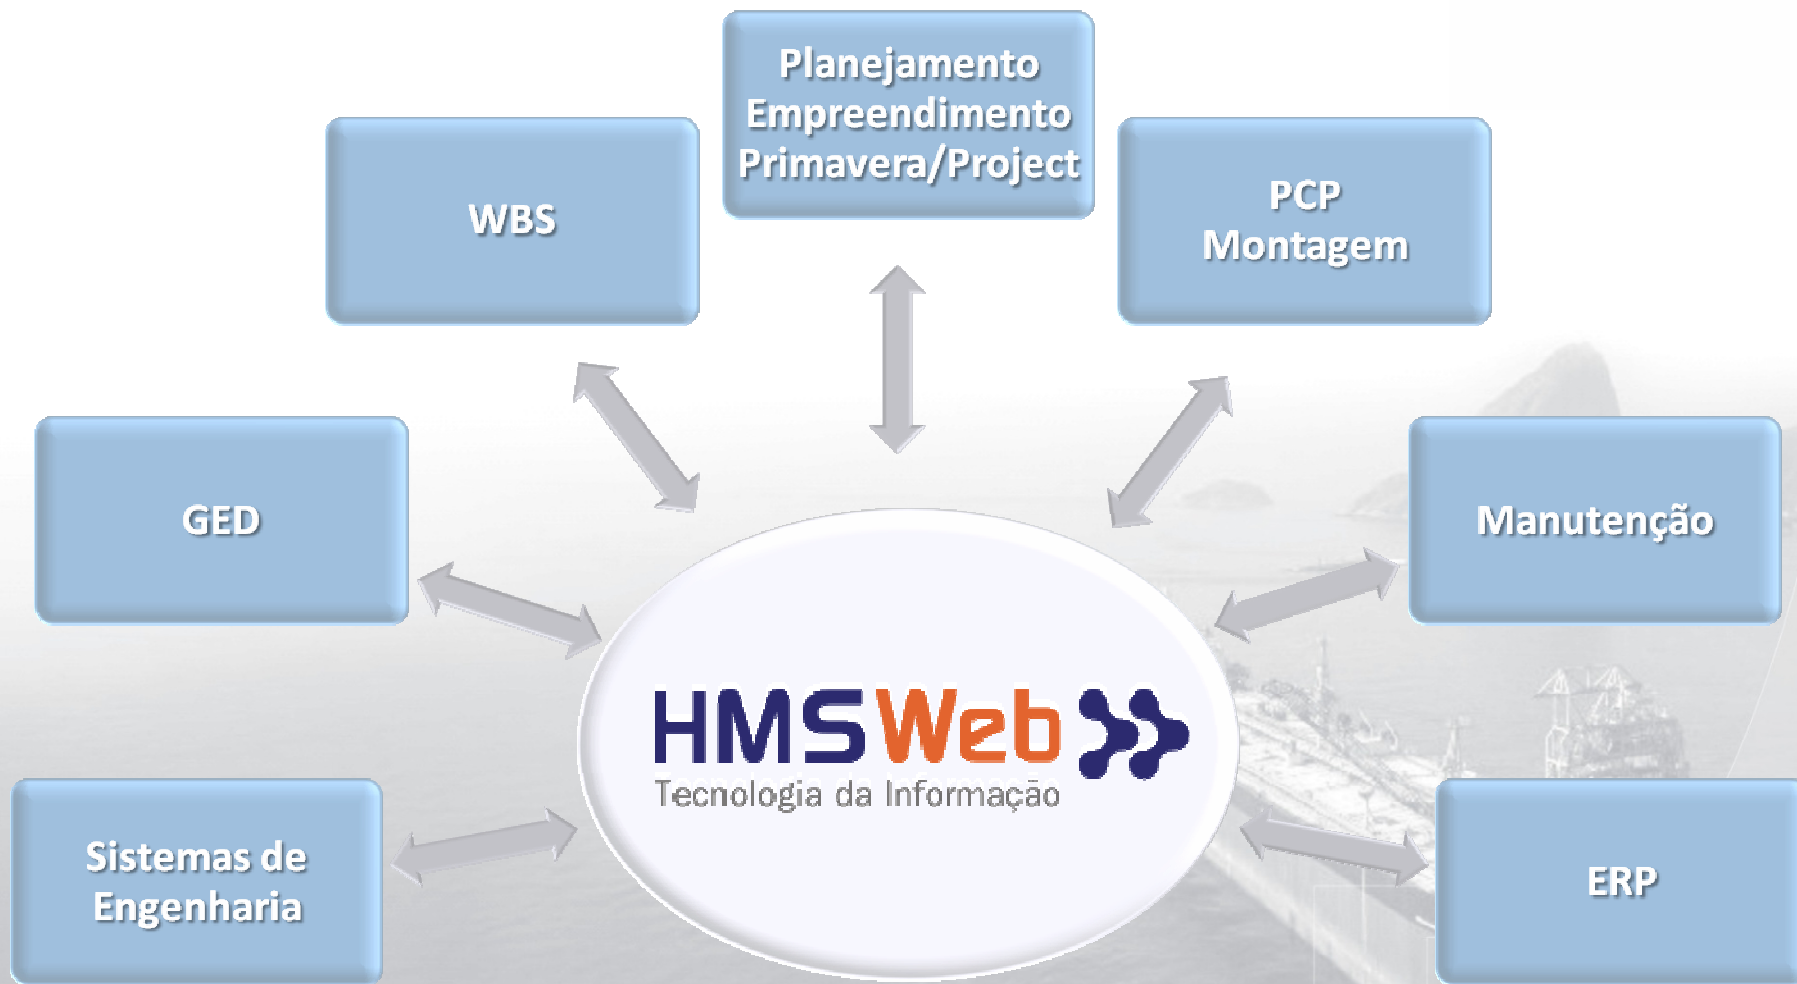 Planejamento
Empreendimento
Primavera/Project
WBS
PCP
Montagem
GED
Manutenção
HMSWeb
Tecnologia da Informação
Sistemas de
Engenharia
ERP